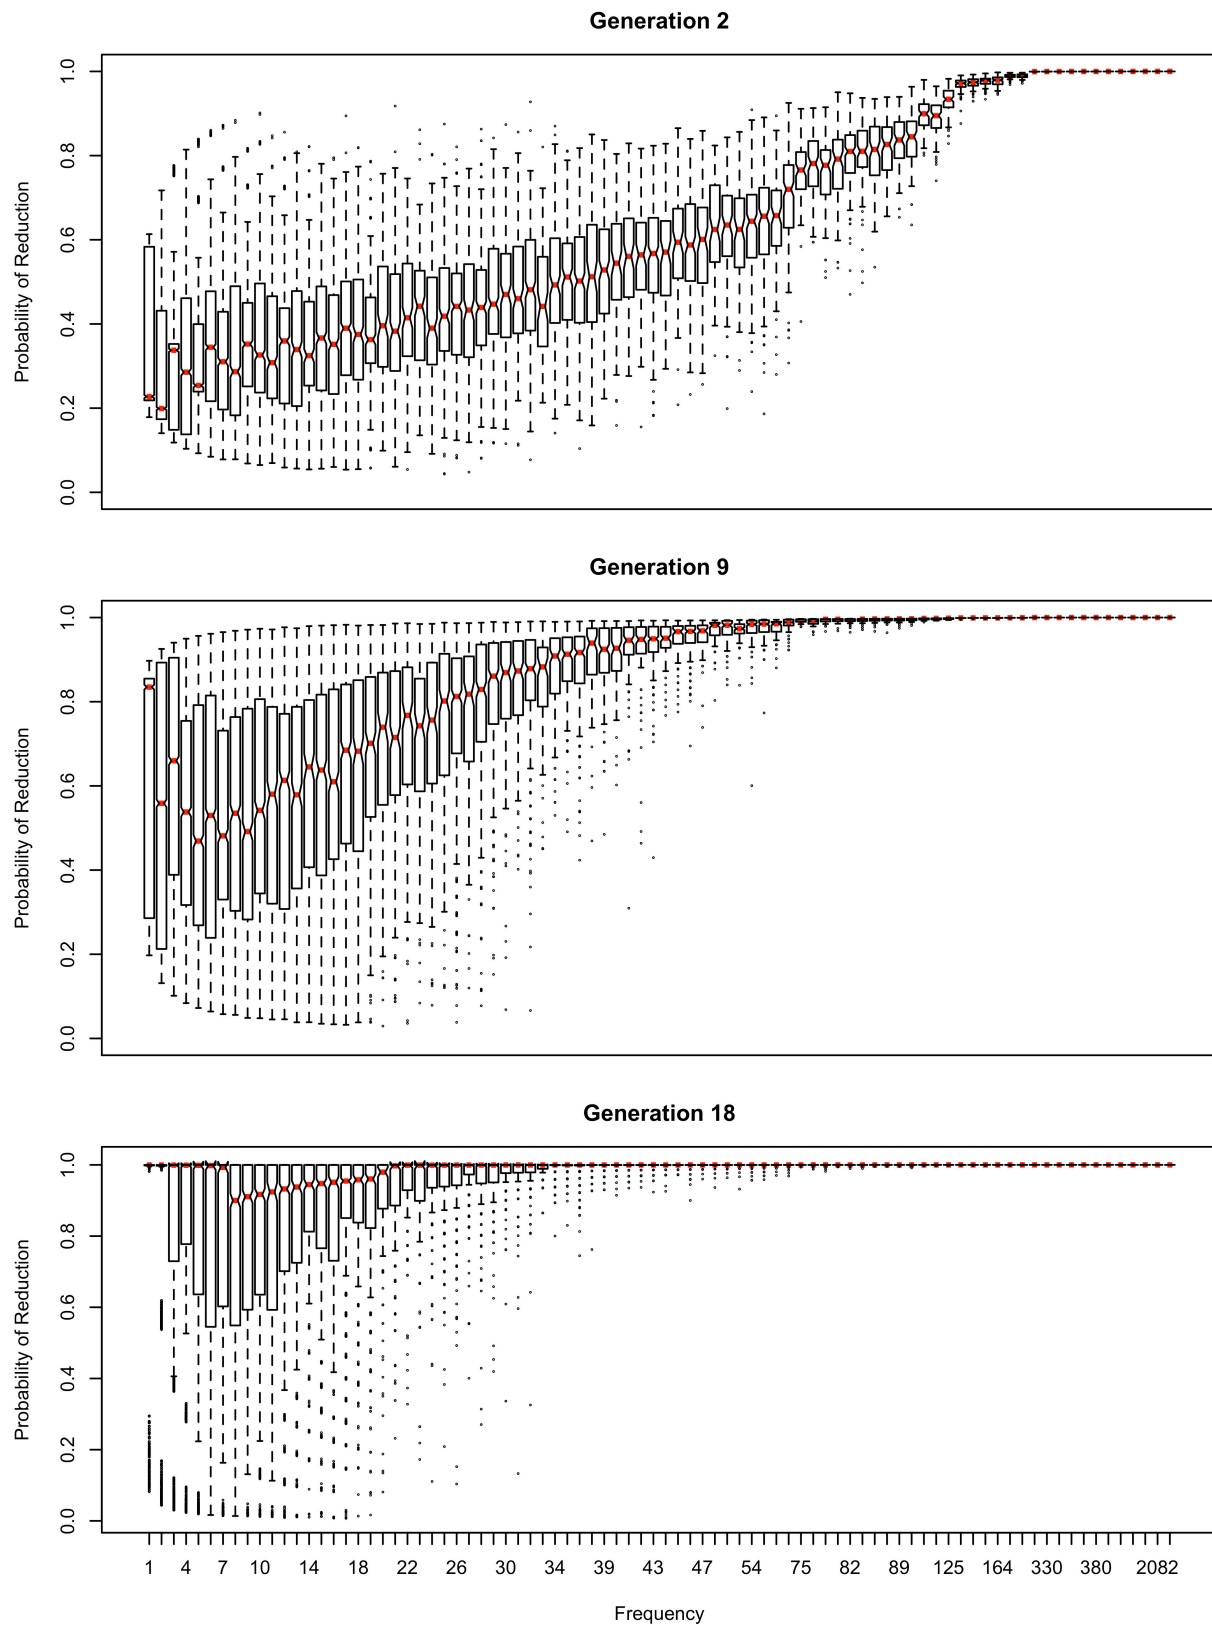 Generation 2
Probability of Reduction
0.0 0.2 0.4 0.6 0.8 1.0
Generation 9
Probability of Reduction
0.0 0.2 0.4 0.6 0.8 1.0
Generation 18
Probability of Reduction
0.0 0.2 0.4 0.6 0.8 1.0
1 4 7 10 14 18 22 26 30 34 39 43 47 54 75 82 89 125 164 330 380 2082
Frequency